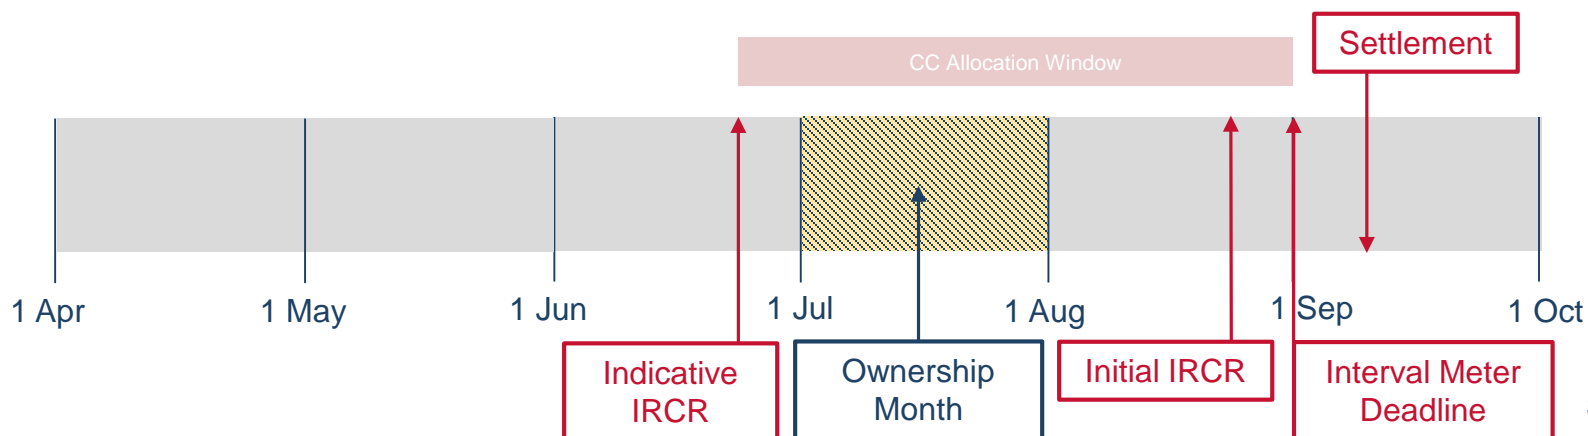 Settlement
CC Allocation Window
1 Apr
1 May
1 Jun
1 Jul
1 Aug
1 Sep
1 Oct
Indicative
IRCR
Ownership
Month
Initial IRCR
Interval Meter
Deadline